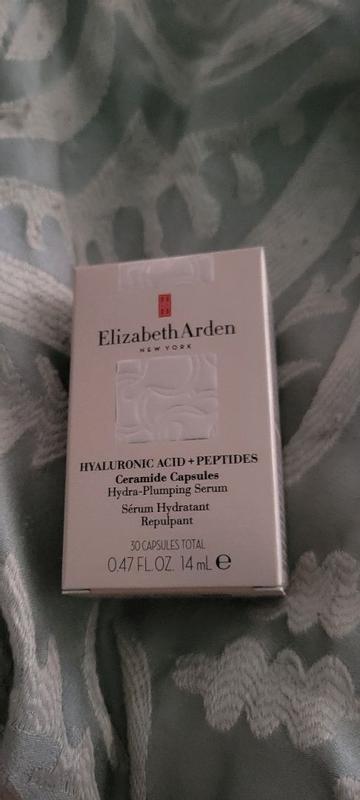 Elizabeth Arden
NEW YORK
HYALURONIC ACID + PEPTIDES
Ceramide Capsules
Hydra-Plumping Serum
Sérum Hydratant
Repulpant
30 CAPSULES TOTAL
0.47 FL.OZ. 14 mL ℮